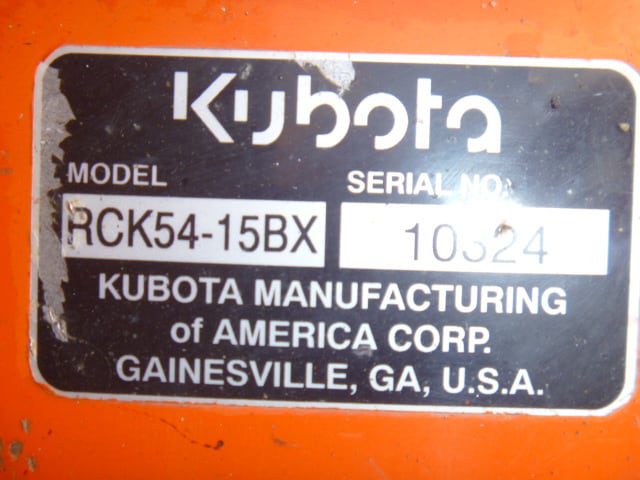 Kubota
MODEL SERIAL NO.
RCK54-15BX
KUBOTA MANUFACTURING
of AMERICA CORP.
GAINESVILLE, GA, U.S.A.